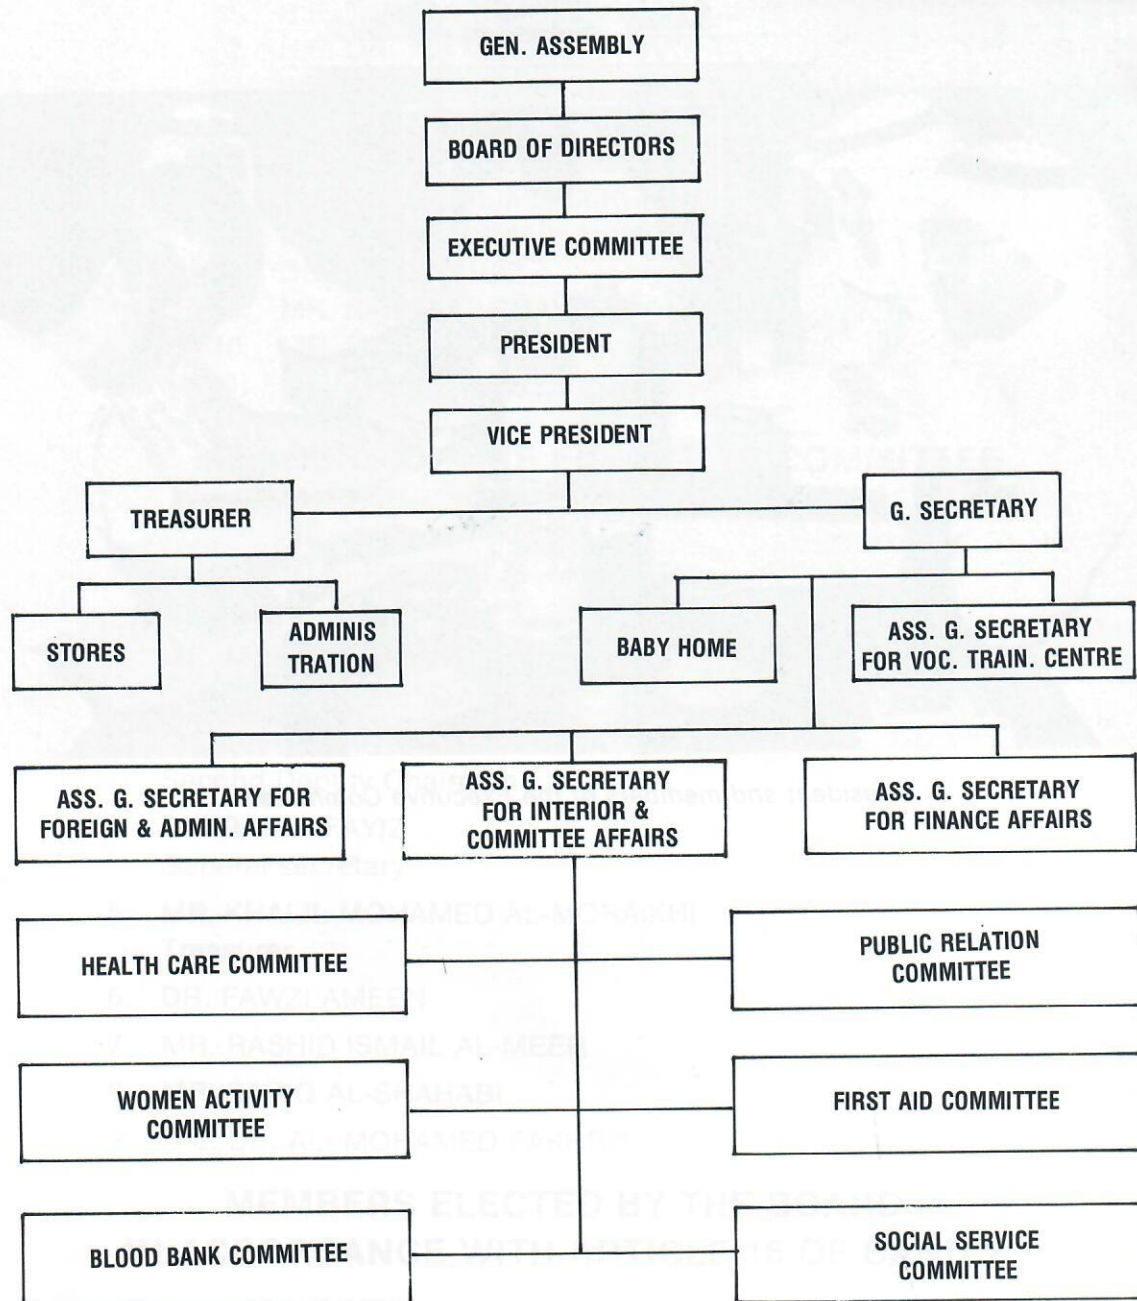 GEN. ASSEMBLY
BOARD OF DIRECTORS
EXECUTIVE COMMITTEE
PRESIDENT
VICE PRESIDENT
TREASURER
G. SECRETARY
STORES
ADMINIS
TRATION
BABY HOME
ASS. G. SECRETARY
FOR VOC. TRAIN. CENTRE
ASS. G. SECRETARY FOR
FOREIGN & ADMIN. AFFAIRS
ASS. G. SECRETARY
FOR INTERIOR &
COMMITTEE AFFAIRS
ASS. G. SECRETARY
FOR FINANCE AFFAIRS
HEALTH CARE COMMITTEE
PUBLIC RELATION
COMMITTEE
WOMEN ACTIVITY
COMMITTEE
FIRST AID COMMITTEE
BLOOD BANK COMMITTEE
SOCIAL SERVICE
COMMITTEE